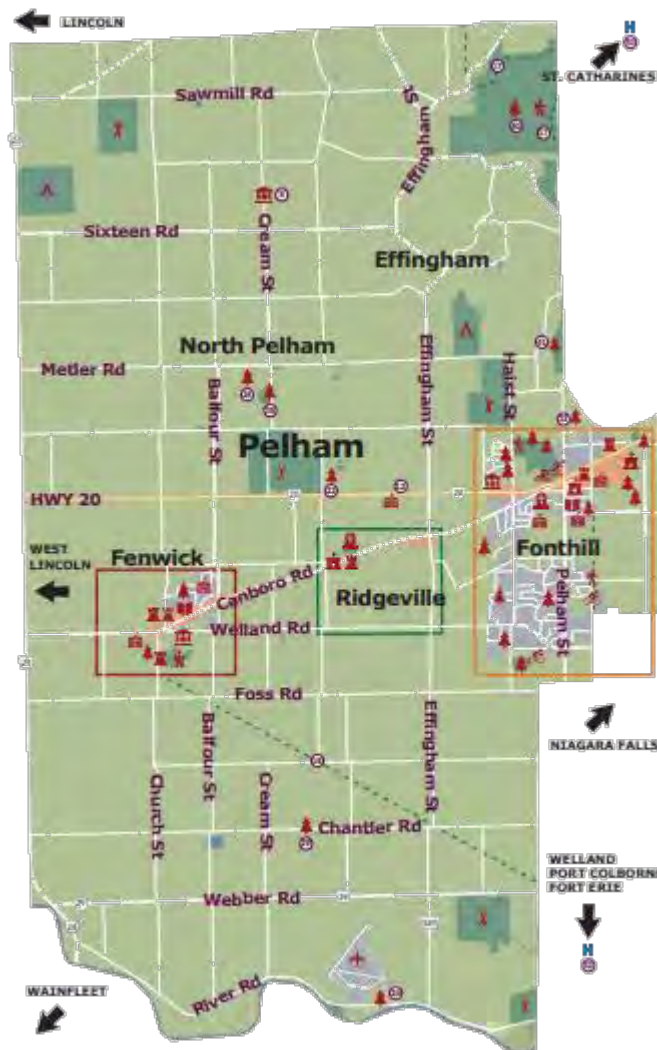 LINCOLN
H
ST. CATHARINES
Sawmill Rd
Effingham St
Cream St
Sixteen Rd
Effingham
North Pelham
Metler Rd
Balfour St
Effingham St
Haist St
Pelham
HWY 20
20
20
WEST
LINCOLN
Fenwick
Canboro Rd
Ridgeville
Fonthill
Pelham St
Welland Rd
Foss Rd
Balfour St
Effingham St
NIAGARA FALLS
Church St
Cream St
Chantler Rd
WELLAND
PORT COLBORNE
FORT ERIE
Webber Rd
H
WAINFLEET
River Rd